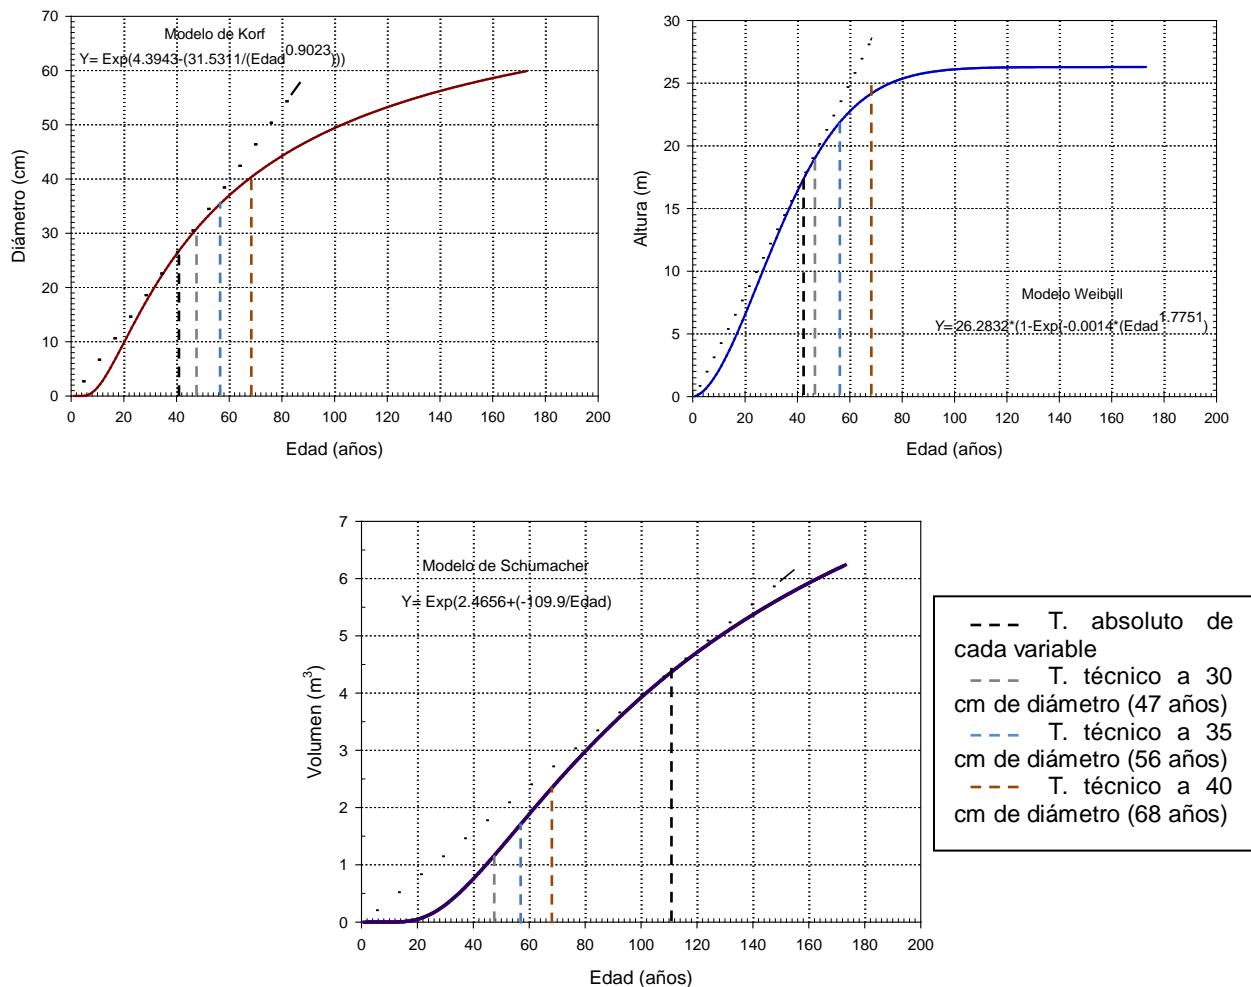 70
60
50
40
30
20
10
0
Diámetro (cm)
Modelo de Korf
Y= Exp(4.3943-(31.5311/(Edad^0.9023)))
0 20 40 60 80 100 120 140 160 180 200
Edad (años)
30
25
20
15
10
5
0
Altura (m)
Modelo Weibull
Y= 26.2832*(1-Exp(-0.0014*(Edad^1.7751)
0 20 40 60 80 100 120 140 160 180 200
Edad (años)
7
6
5
4
3
2
1
0
Volumen (m³)
Modelo de Schumacher
Y= Exp(2.4656+(-109.9/Edad)
0 20 40 60 80 100 120 140 160 180 200
Edad (años)
T. absoluto de
cada variable
T. técnico a 30
cm de diámetro (47 años)
T. técnico a 35
cm de diámetro (56 años)
T. técnico a 40
cm de diámetro (68 años)